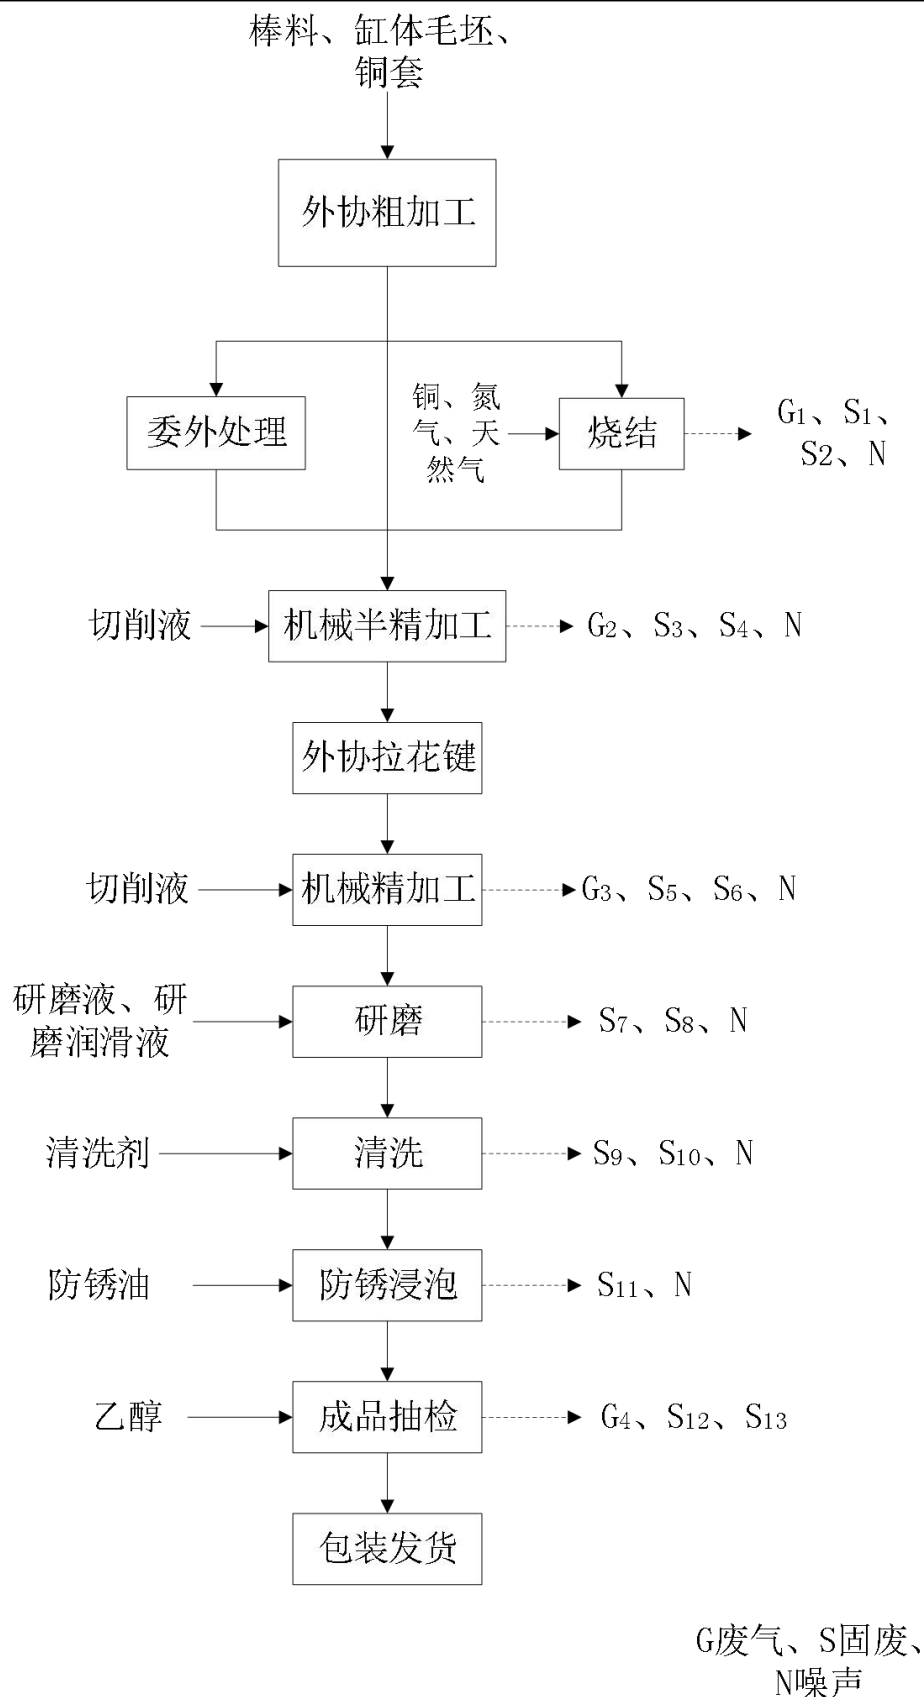 棒料、缸体毛坯、
铜套
外协粗加工
委外处理
铜、氮
气、天
然气
烧结
G1、S1、
S2、N
切削液
机械半精加工
G2、S3、S4、N
外协拉花键
切削液
机械精加工
G3、S5、S6、N
研磨液、研
磨润滑液
研磨
S7、S8、N
清洗剂
清洗
S9、S10、N
防锈油
防锈浸泡
S11、N
乙醇
成品抽检
G4、S12、S13
包装发货
G废气、S固废、
N噪声